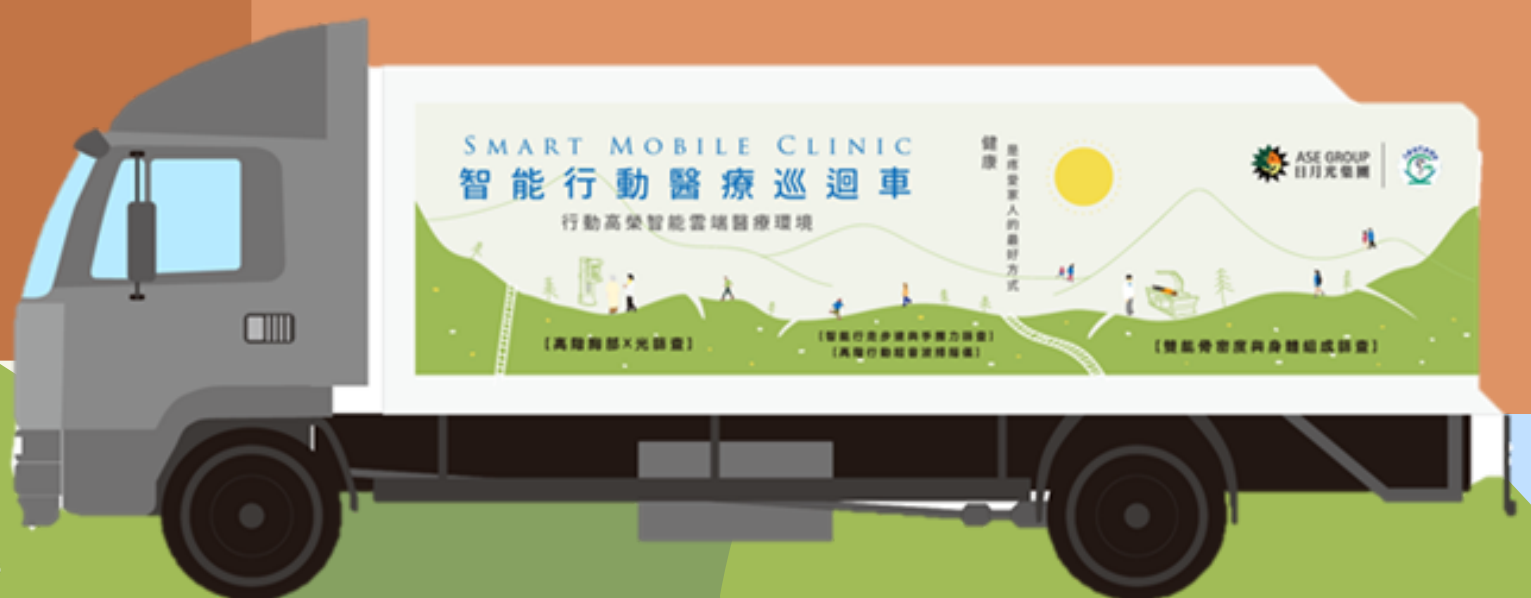 SMART MOBILE CLINIC
智能行動醫療巡迴車
行動高榮智能雲端醫療環境
健康
是疼愛家人的最好方式
ASE GROUP
日月光集團
[高階胸部X光篩查]
[智能行走步速與手握力篩查]
[高階行動超音波掃描儀]
[雙能骨密度與身體組成篩查]